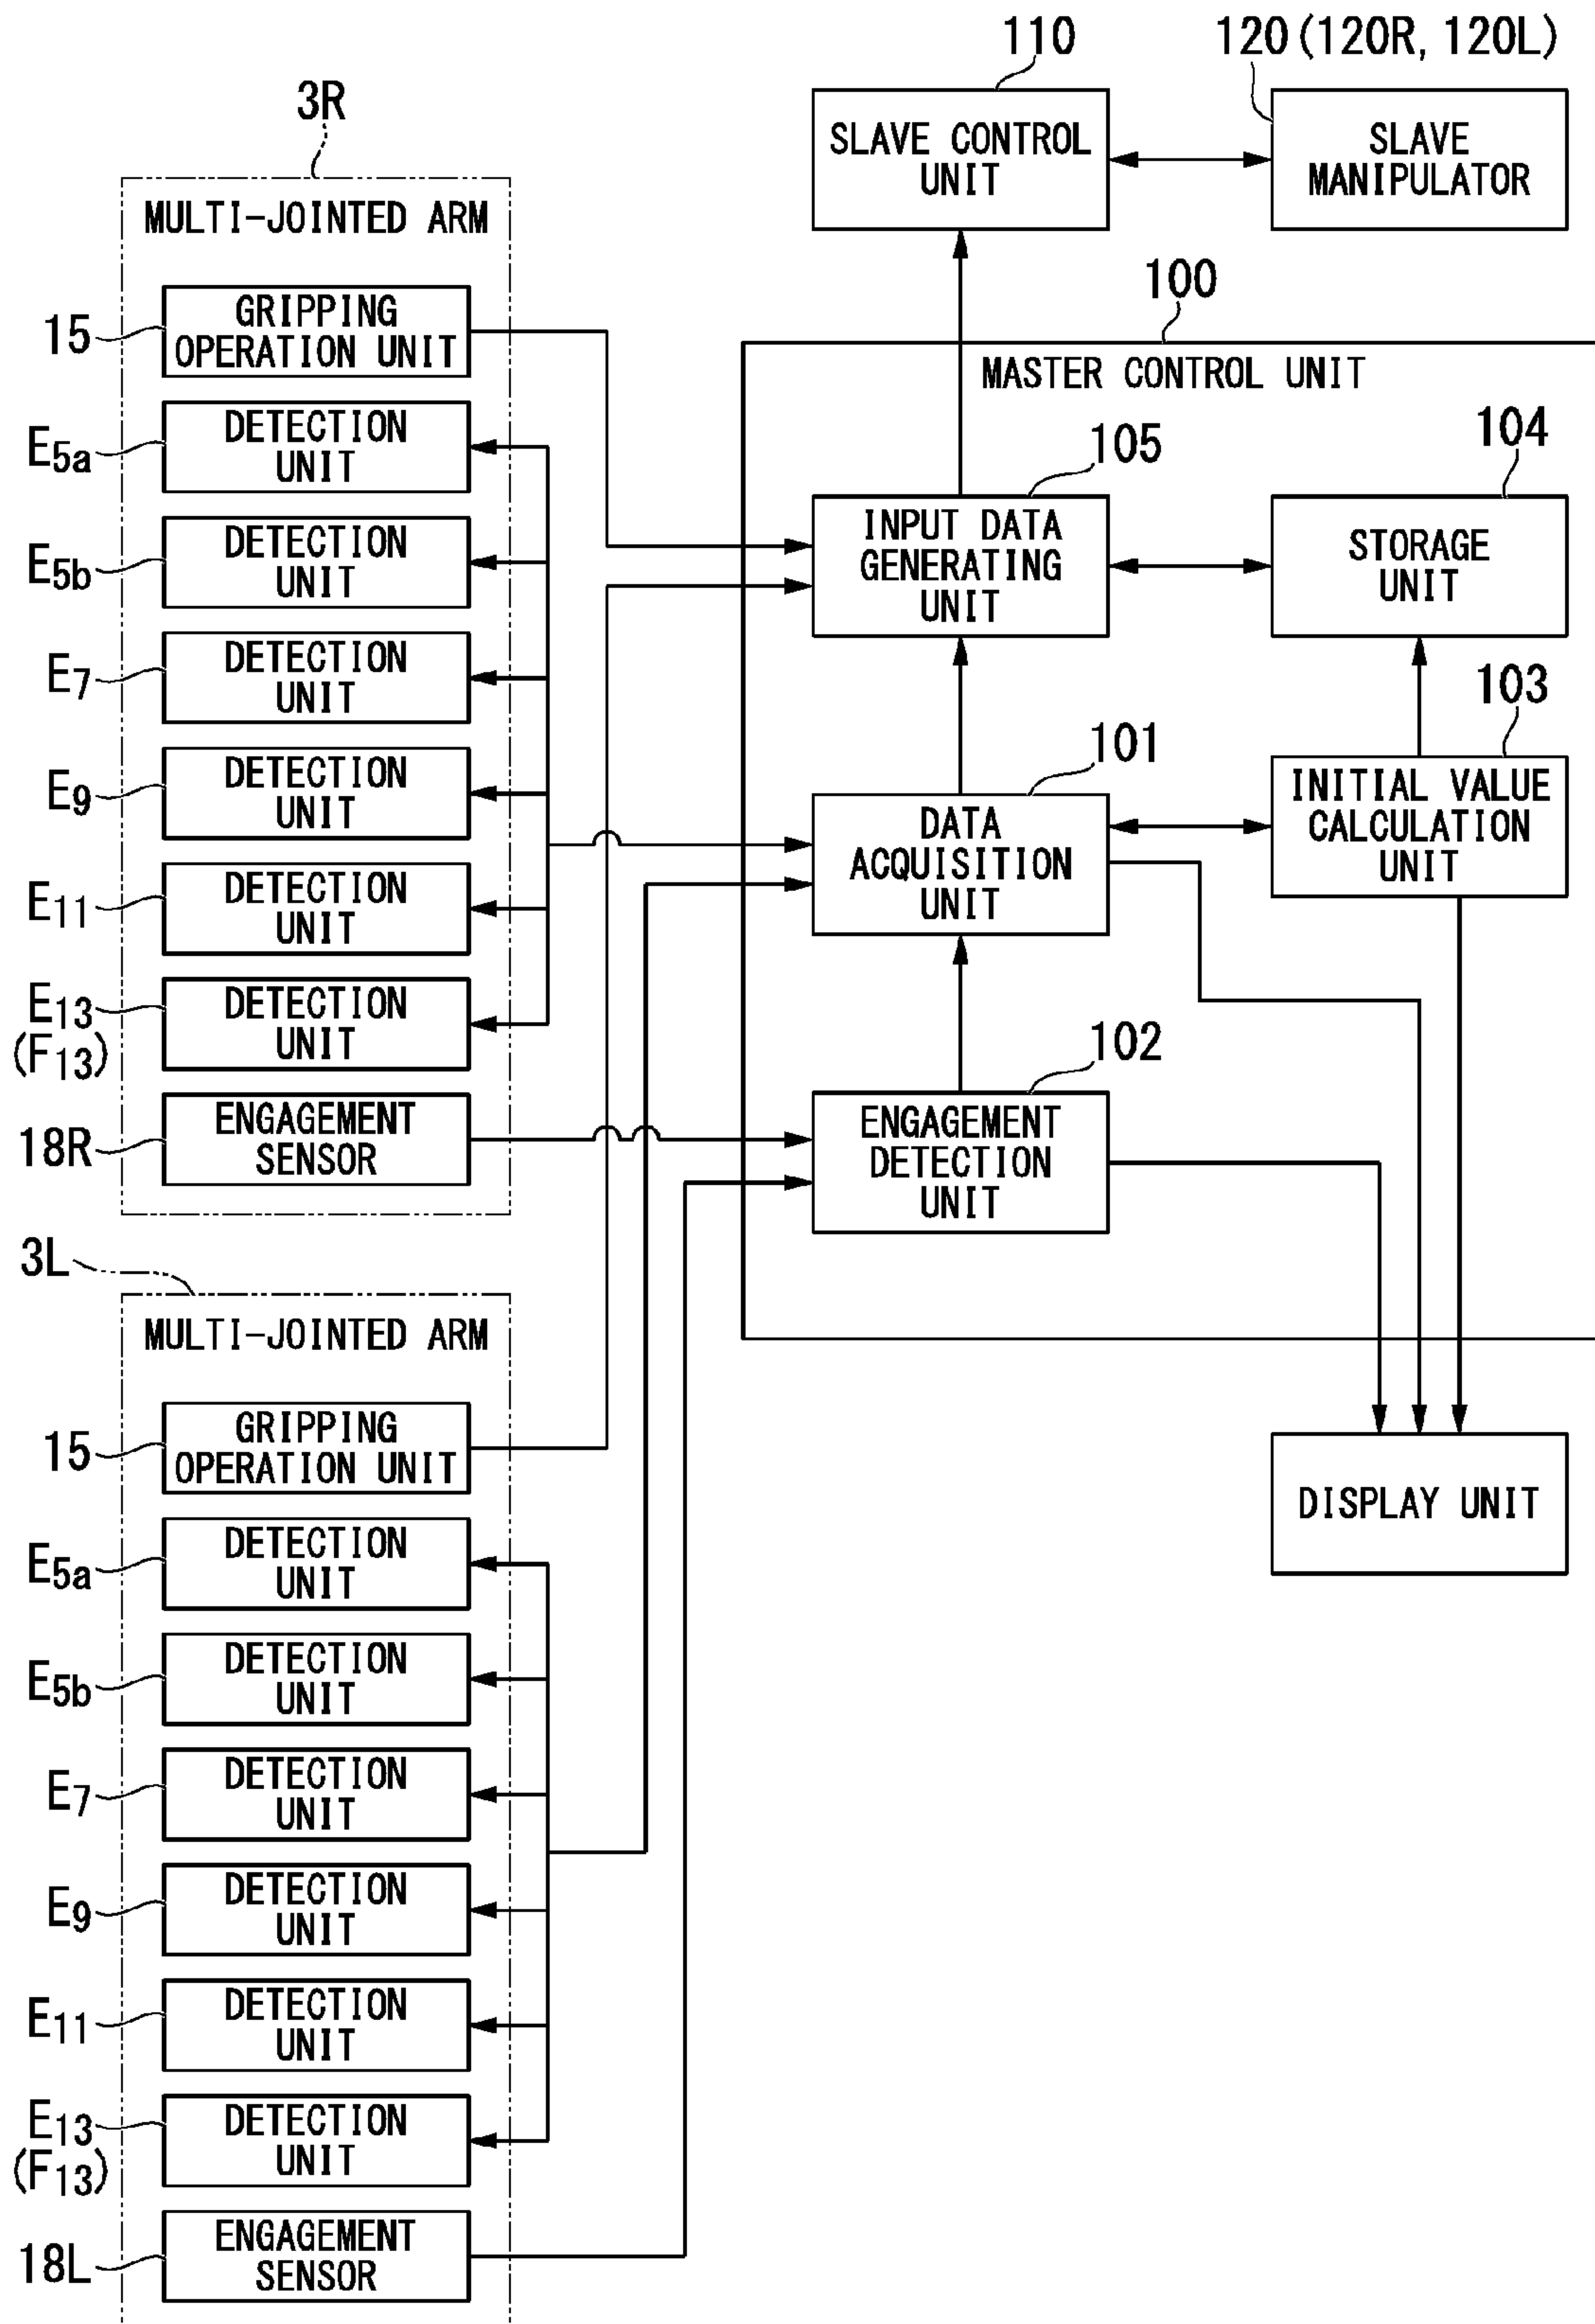 110
120(120R, 120L)
SLAVE CONTROL
UNIT
SLAVE
MANIPULATOR
3R
MULTI-JOINTED ARM
15
GRIPPING
OPERATION UNIT
E5a
DETECTION
UNIT
E5b
DETECTION
UNIT
E7
DETECTION
UNIT
E9
DETECTION
UNIT
E11
DETECTION
UNIT
E13
(F13)
DETECTION
UNIT
18R
ENGAGEMENT
SENSOR
100
MASTER CONTROL UNIT
105
INPUT DATA
GENERATING
UNIT
104
STORAGE
UNIT
101
DATA
ACQUISITION
UNIT
103
INITIAL VALUE
CALCULATION
UNIT
102
ENGAGEMENT
DETECTION
UNIT
3L
MULTI-JOINTED ARM
15
GRIPPING
OPERATION UNIT
E5a
DETECTION
UNIT
E5b
DETECTION
UNIT
E7
DETECTION
UNIT
E9
DETECTION
UNIT
E11
DETECTION
UNIT
E13
(F13)
DETECTION
UNIT
18L
ENGAGEMENT
SENSOR
DISPLAY UNIT